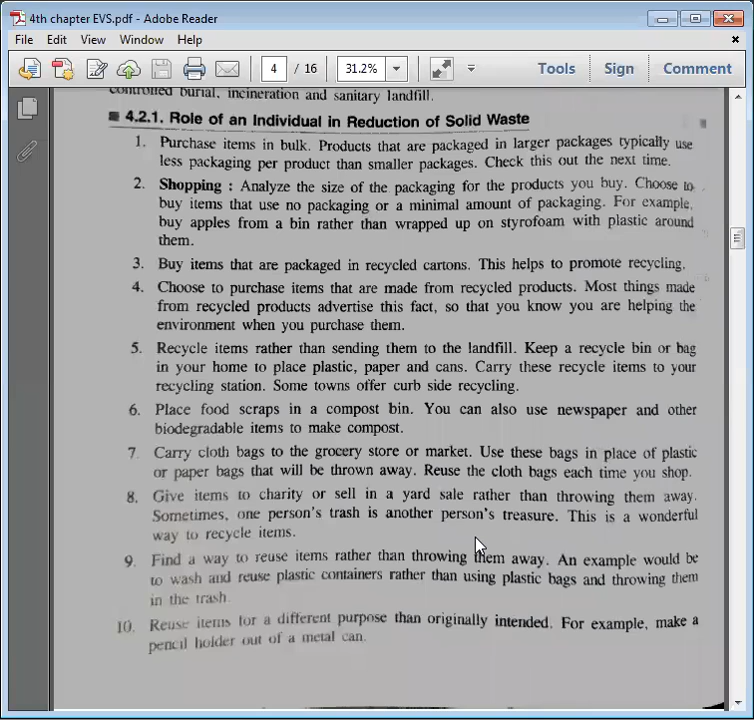 4th chapter EVS.pdf - Adobe Reader
File Edit View Window Help
4 / 16 31.2% Tools Sign Comment
controlled burial, incineration and sanitary landfill.
4.2.1. Role of an Individual in Reduction of Solid Waste
1. Purchase items in bulk. Products that are packaged in larger packages typically use
less packaging per product than smaller packages. Check this out the next time.
2. Shopping : Analyze the size of the packaging for the products you buy. Choose to
buy items that use no packaging or a minimal amount of packaging. For example,
buy apples from a bin rather than wrapped up on styrofoam with plastic around
them.
3. Buy items that are packaged in recycled cartons. This helps to promote recycling.
4. Choose to purchase items that are made from recycled products. Most things made
from recycled products advertise this fact, so that you know you are helping the
environment when you purchase them.
5. Recycle items rather than sending them to the landfill. Keep a recycle bin or bag
in your home to place plastic, paper and cans. Carry these recycle items to your
recycling station. Some towns offer curb side recycling.
6. Place food scraps in a compost bin. You can also use newspaper and other
biodegradable items to make compost.
7. Carry cloth bags to the grocery store or market. Use these bags in place of plastic
or paper bags that will be thrown away. Reuse the cloth bags each time you shop.
8. Give items to charity or sell in a yard sale rather than throwing them away.
Sometimes, one person's trash is another person's treasure. This is a wonderful
way to recycle items.
9. Find a way to reuse items rather than throwing them away. An example would be
to wash and reuse plastic containers rather than using plastic bags and throwing them
in the trash.
10. Reuse items for a different purpose than originally intended. For example, make a
pencil holder out of a metal can.